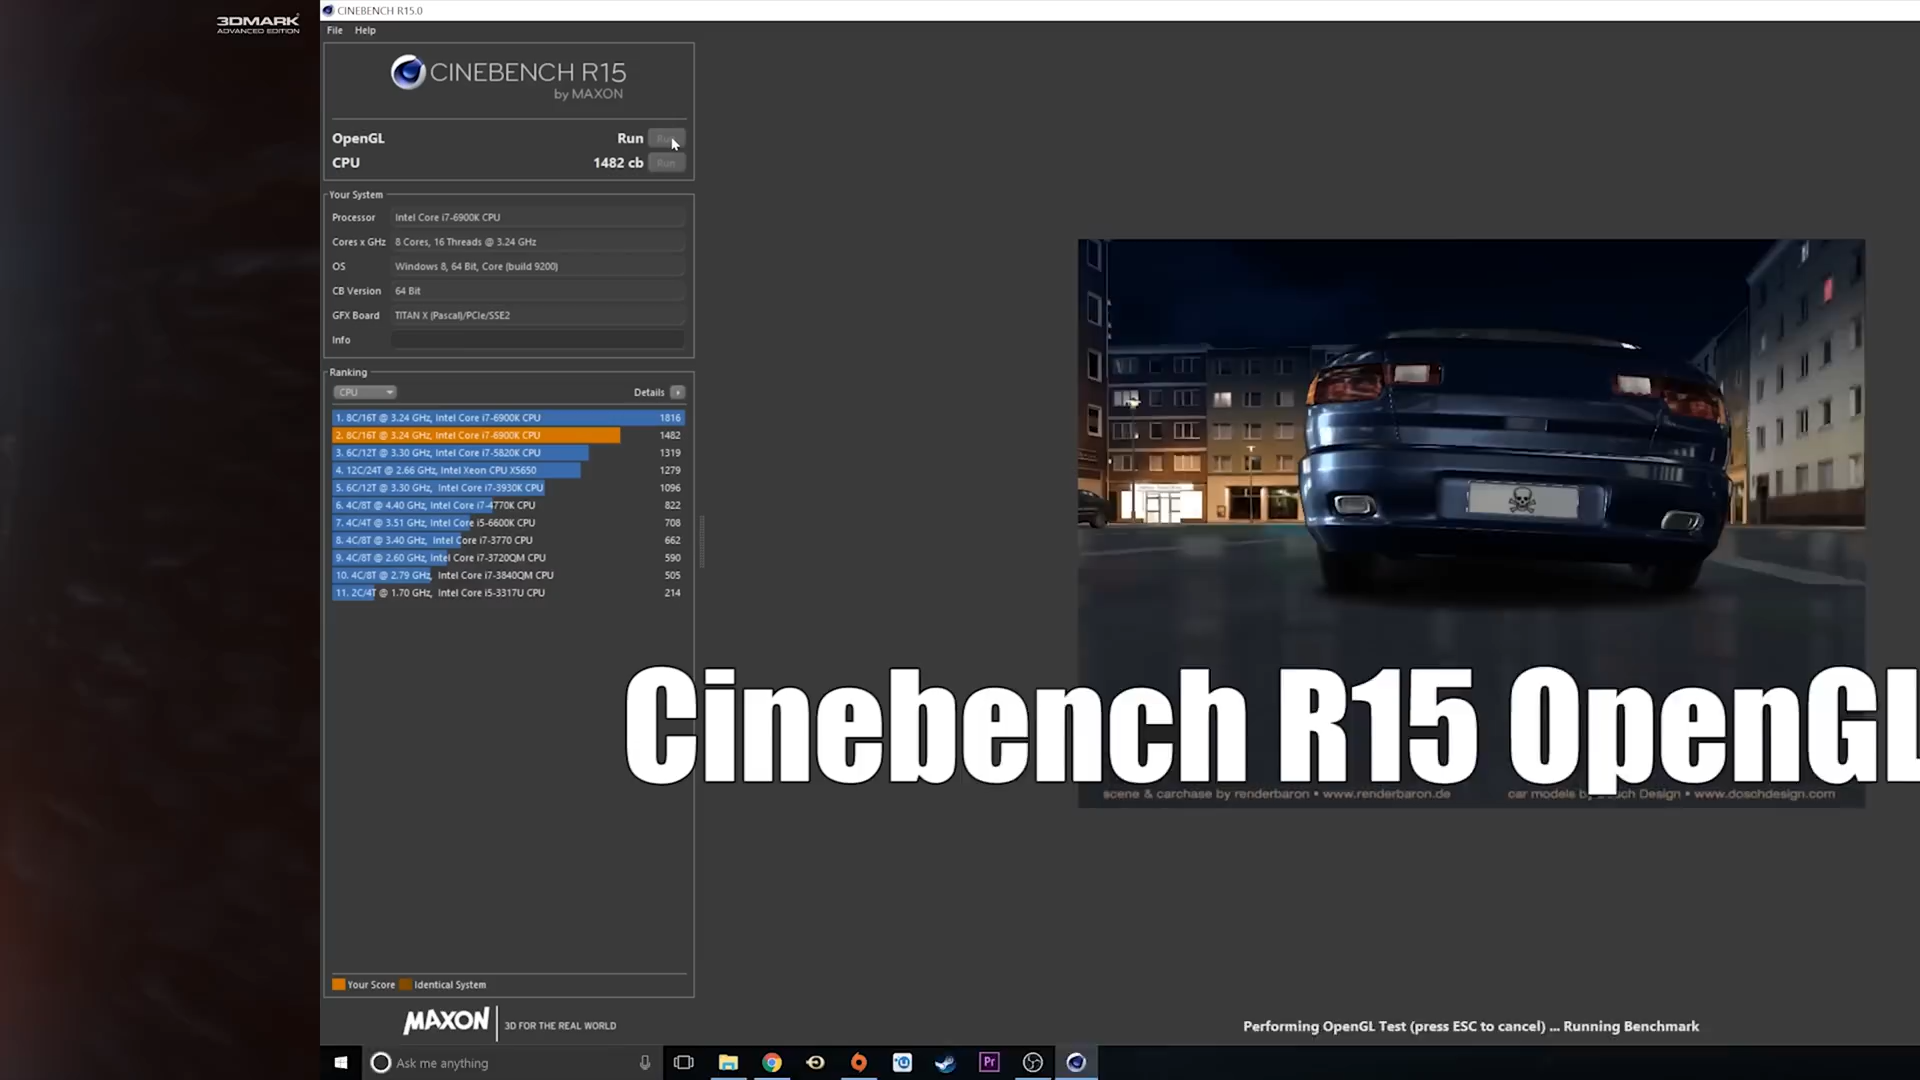 3DMARK
ADVANCED EDITION
CINEBENCH R15.0
File Help
CINEBENCH R15
by MAXON
OpenGL Run Run
CPU 1482 cb Run
Your System
Processor Intel Core i7-6900K CPU
Cores x GHz 8 Cores, 16 Threads @ 3.24 GHz
OS Windows 8, 64 Bit, Core (build 9200)
CB Version 64 Bit
GFX Board TITAN X (Pascal)/PCIe/SSE2
Info
Ranking
CPU Details
1. 8C/16T @ 3.24 GHz, Intel Core i7-6900K CPU 1816
2. 8C/16T @ 3.24 GHz, Intel Core i7-6900K CPU 1482
3. 6C/12T @ 3.30 GHz, Intel Core i7-5820K CPU 1319
4. 12C/24T @ 2.66 GHz, Intel Xeon CPU X5650 1279
5. 6C/12T @ 3.30 GHz, Intel Core i7-3930K CPU 1096
6. 4C/8T @ 4.40 GHz, Intel Core i7-4770K CPU 822
7. 4C/4T @ 3.51 GHz, Intel Core i5-6600K CPU 708
8. 4C/8T @ 3.40 GHz, Intel Core i7-3770 CPU 662
9. 4C/8T @ 2.60 GHz, Intel Core i7-3720QM CPU 590
10. 4C/8T @ 2.79 GHz, Intel Core i7-3840QM CPU 505
11. 2C/4T @ 1.70 GHz, Intel Core i5-3317U CPU 214
Cinebench R15 OpenGL
scene & carchase by renderbaron • www.renderbaron.de car models by Dosch Design • www.doschdesign.com
Your Score Identical System
MAXON 3D FOR THE REAL WORLD
Performing OpenGL Test (press ESC to cancel) ... Running Benchmark
Ask me anything
Pr